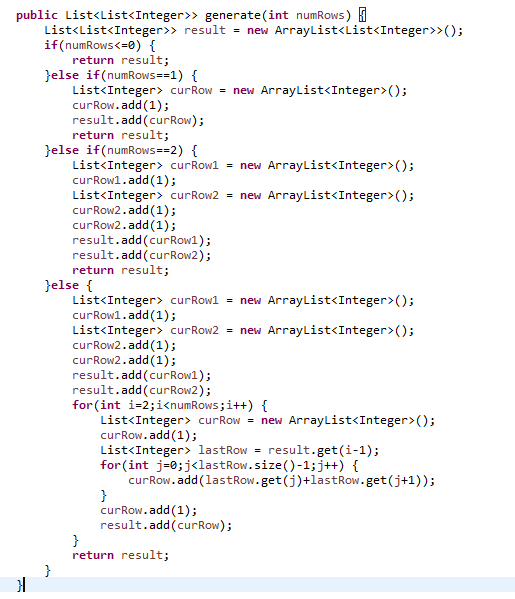 public List<List<Integer>> generate(int numRows) {
    List<List<Integer>> result = new ArrayList<List<Integer>>();
    if(numRows<=0) {
        return result;
    }else if(numRows==1) {
        List<Integer> curRow = new ArrayList<Integer>();
        curRow.add(1);
        result.add(curRow);
        return result;
    }else if(numRows==2) {
        List<Integer> curRow1 = new ArrayList<Integer>();
        curRow1.add(1);
        List<Integer> curRow2 = new ArrayList<Integer>();
        curRow2.add(1);
        curRow2.add(1);
        result.add(curRow1);
        result.add(curRow2);
        return result;
    }else {
        List<Integer> curRow1 = new ArrayList<Integer>();
        curRow1.add(1);
        List<Integer> curRow2 = new ArrayList<Integer>();
        curRow2.add(1);
        curRow2.add(1);
        result.add(curRow1);
        result.add(curRow2);
        for(int i=2;i<numRows;i++) {
            List<Integer> curRow = new ArrayList<Integer>();
            curRow.add(1);
            List<Integer> lastRow = result.get(i-1);
            for(int j=0;j<lastRow.size()-1;j++) {
                curRow.add(lastRow.get(j)+lastRow.get(j+1));
            }
            curRow.add(1);
            result.add(curRow);
        }
        return result;
    }
}